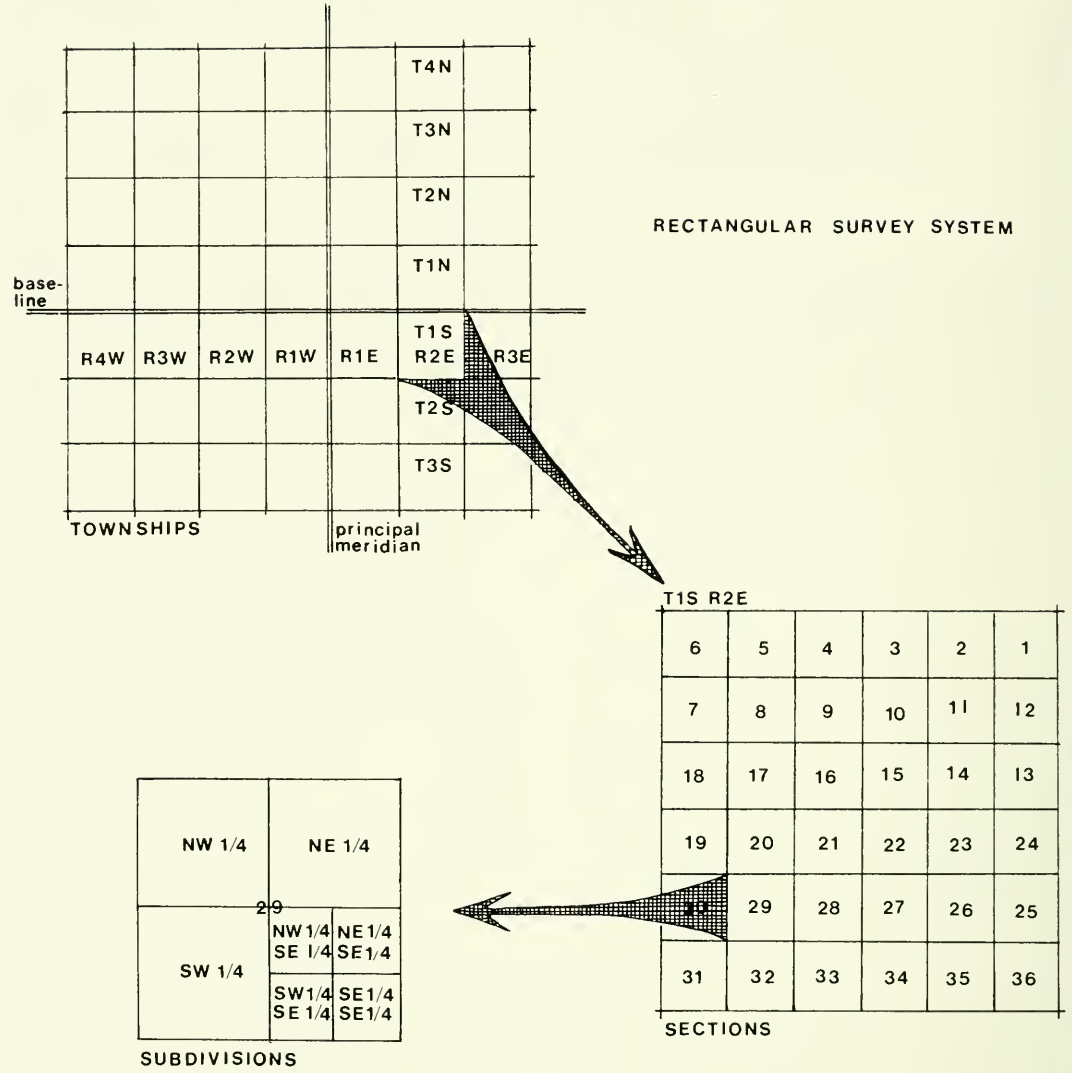 T4N
T3N
T2N
RECTANGULAR SURVEY SYSTEM
T1N
base-
line
T1S
R4W R3W R2W R1W R1E R2E R3E
T2S
T3S
TOWNSHIPS
principal
meridian
T1S R2E
6 5 4 3 2 1
7 8 9 10 11 12
18 17 16 15 14 13
19 20 21 22 23 24
30 29 28 27 26 25
31 32 33 34 35 36
SECTIONS
NW 1/4 NE 1/4
29
NW 1/4 NE 1/4
SE 1/4 SE 1/4
SW 1/4
SW 1/4 SE 1/4
SE 1/4 SE 1/4
SUBDIVISIONS